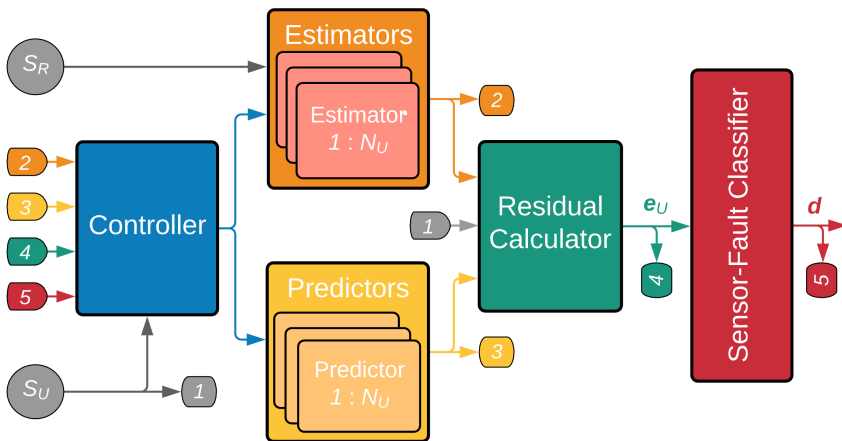 S_R
2
3
4
5
Controller
S_U
1
Estimators
Estimator
1 : N_U
2
Predictors
Predictor
1 : N_U
3
1
Residual
Calculator
e_U
4
Sensor-Fault Classifier
d
5